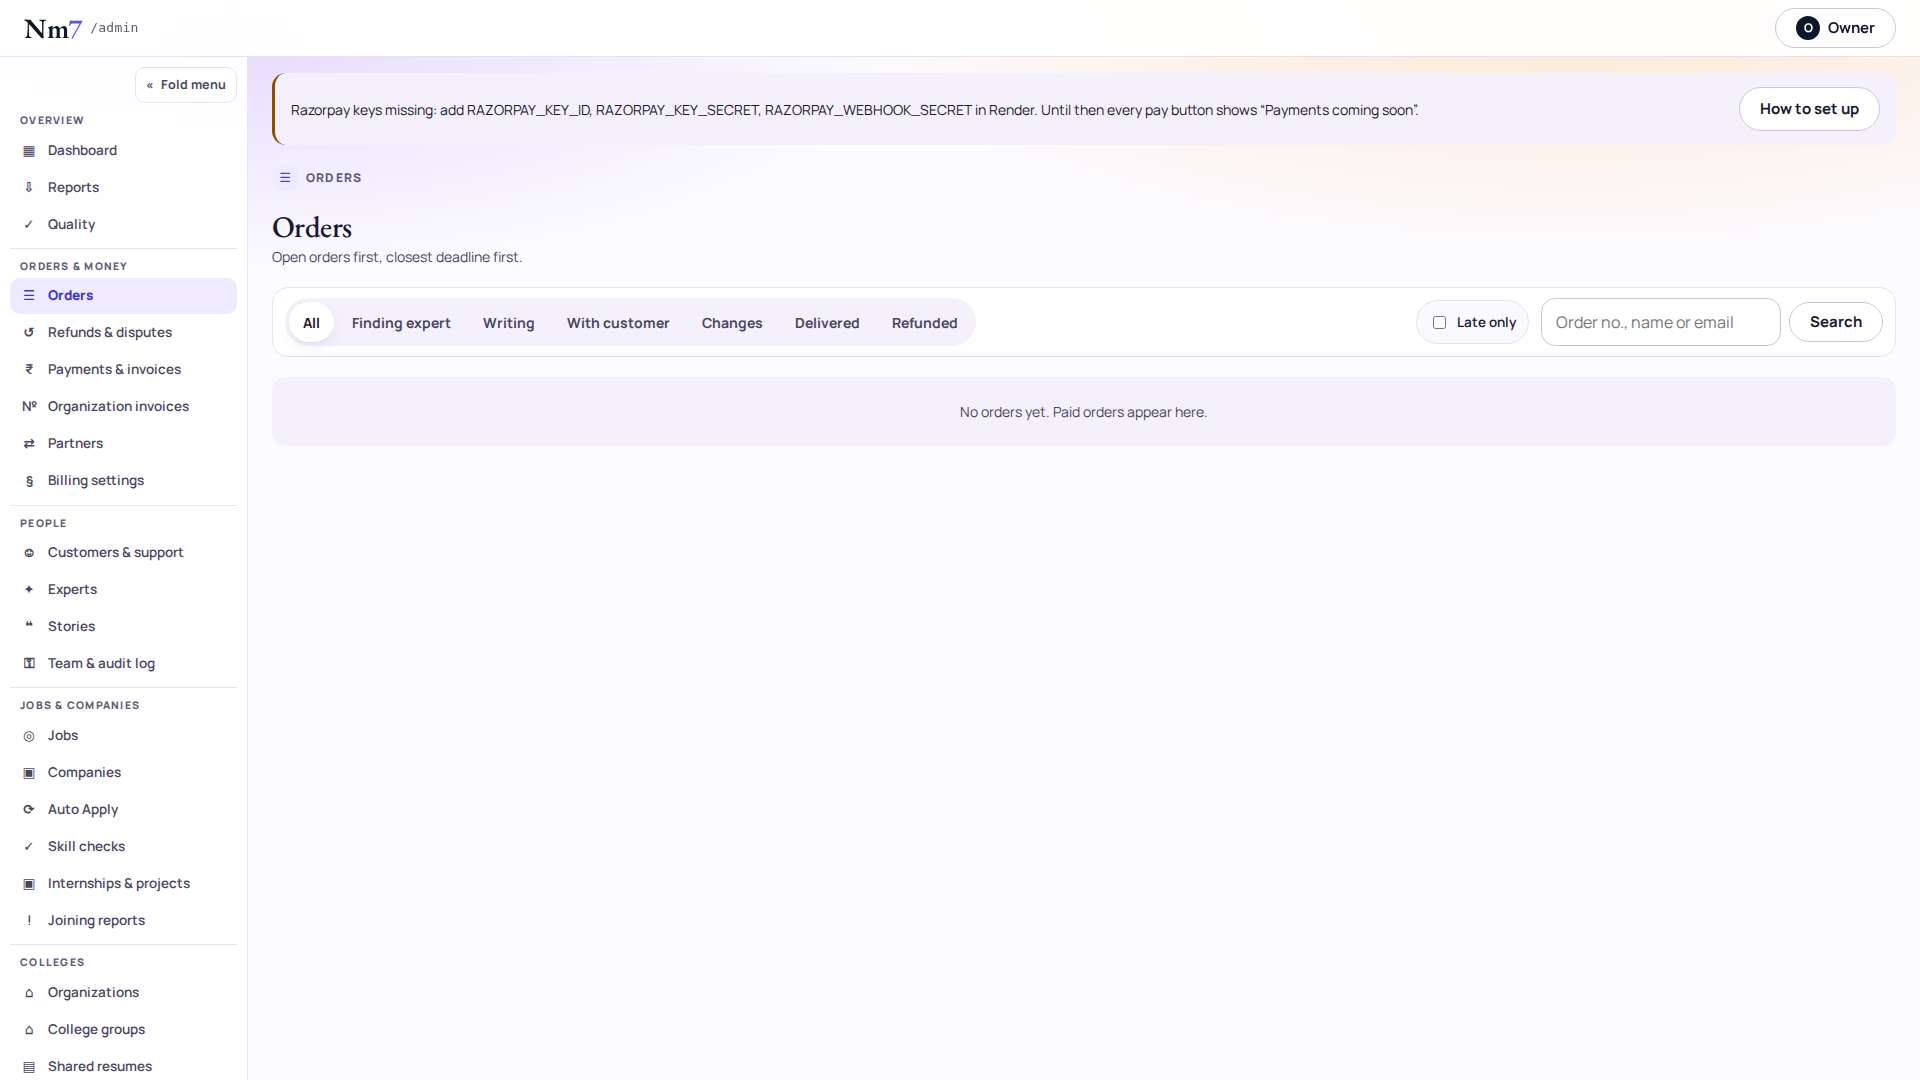 Nm7 /admin
O Owner
« Fold menu
OVERVIEW
Dashboard
Reports
Quality
ORDERS & MONEY
Orders
Refunds & disputes
₹ Payments & invoices
Nº Organization invoices
Partners
§ Billing settings
PEOPLE
Customers & support
Experts
Stories
Team & audit log
JOBS & COMPANIES
Jobs
Companies
Auto Apply
Skill checks
Internships & projects
! Joining reports
COLLEGES
Organizations
College groups
Shared resumes
Razorpay keys missing: add RAZORPAY_KEY_ID, RAZORPAY_KEY_SECRET, RAZORPAY_WEBHOOK_SECRET in Render. Until then every pay button shows “Payments coming soon”.
How to set up
ORDERS
Orders
Open orders first, closest deadline first.
All Finding expert Writing With customer Changes Delivered Refunded
Late only
Order no., name or email
Search
No orders yet. Paid orders appear here.